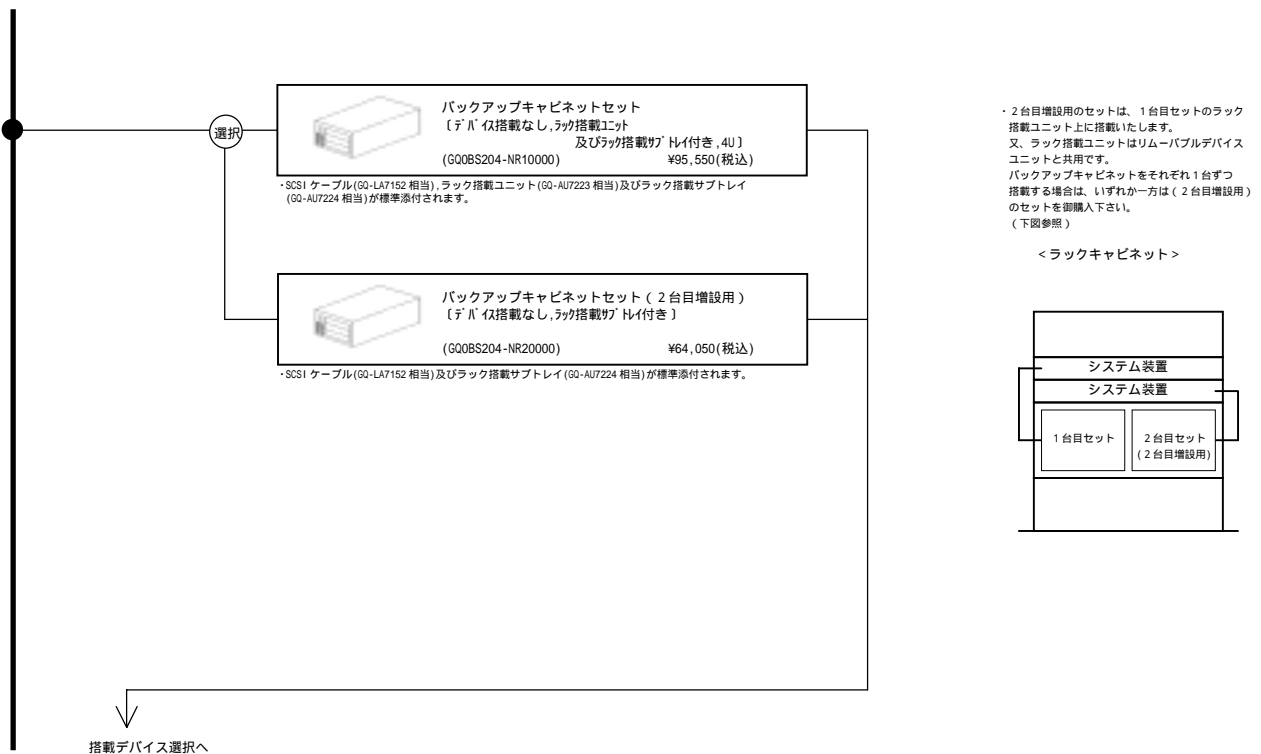 選択
バックアップキャビネットセット
〔ﾃﾞﾊﾞｲｽ搭載なし,ﾗｯｸ搭載ﾕﾆｯﾄ
及びﾗｯｸ搭載ｻﾌﾞﾄﾚｲ付き,4U〕
(GQ0BS204-NR10000) ¥95,550(税込)
・SCSIケーブル(GQ-LA7152相当),ラック搭載ユニット(GQ-AU7223相当)及びラック搭載サブトレイ
(GQ-AU7224相当)が標準添付されます。
バックアップキャビネットセット(2台目増設用)
〔ﾃﾞﾊﾞｲｽ搭載なし,ﾗｯｸ搭載ｻﾌﾞﾄﾚｲ付き〕
(GQ0BS204-NR20000) ¥64,050(税込)
・SCSIケーブル(GQ-LA7152相当)及びラック搭載サブトレイ(GQ-AU7224相当)が標準添付されます。
搭載デバイス選択へ
・2台目増設用のセットは、1台目セットのラック
搭載ユニット上に搭載いたします。
又、ラック搭載ユニットはリムーバブルデバイス
ユニットと共用です。
バックアップキャビネットをそれぞれ1台ずつ
搭載する場合は、いずれか一方は(2台目増設用)
のセットを御購入下さい。
(下図参照)
<ラックキャビネット>
システム装置
システム装置
1台目セット
2台目セット
(2台目増設用)